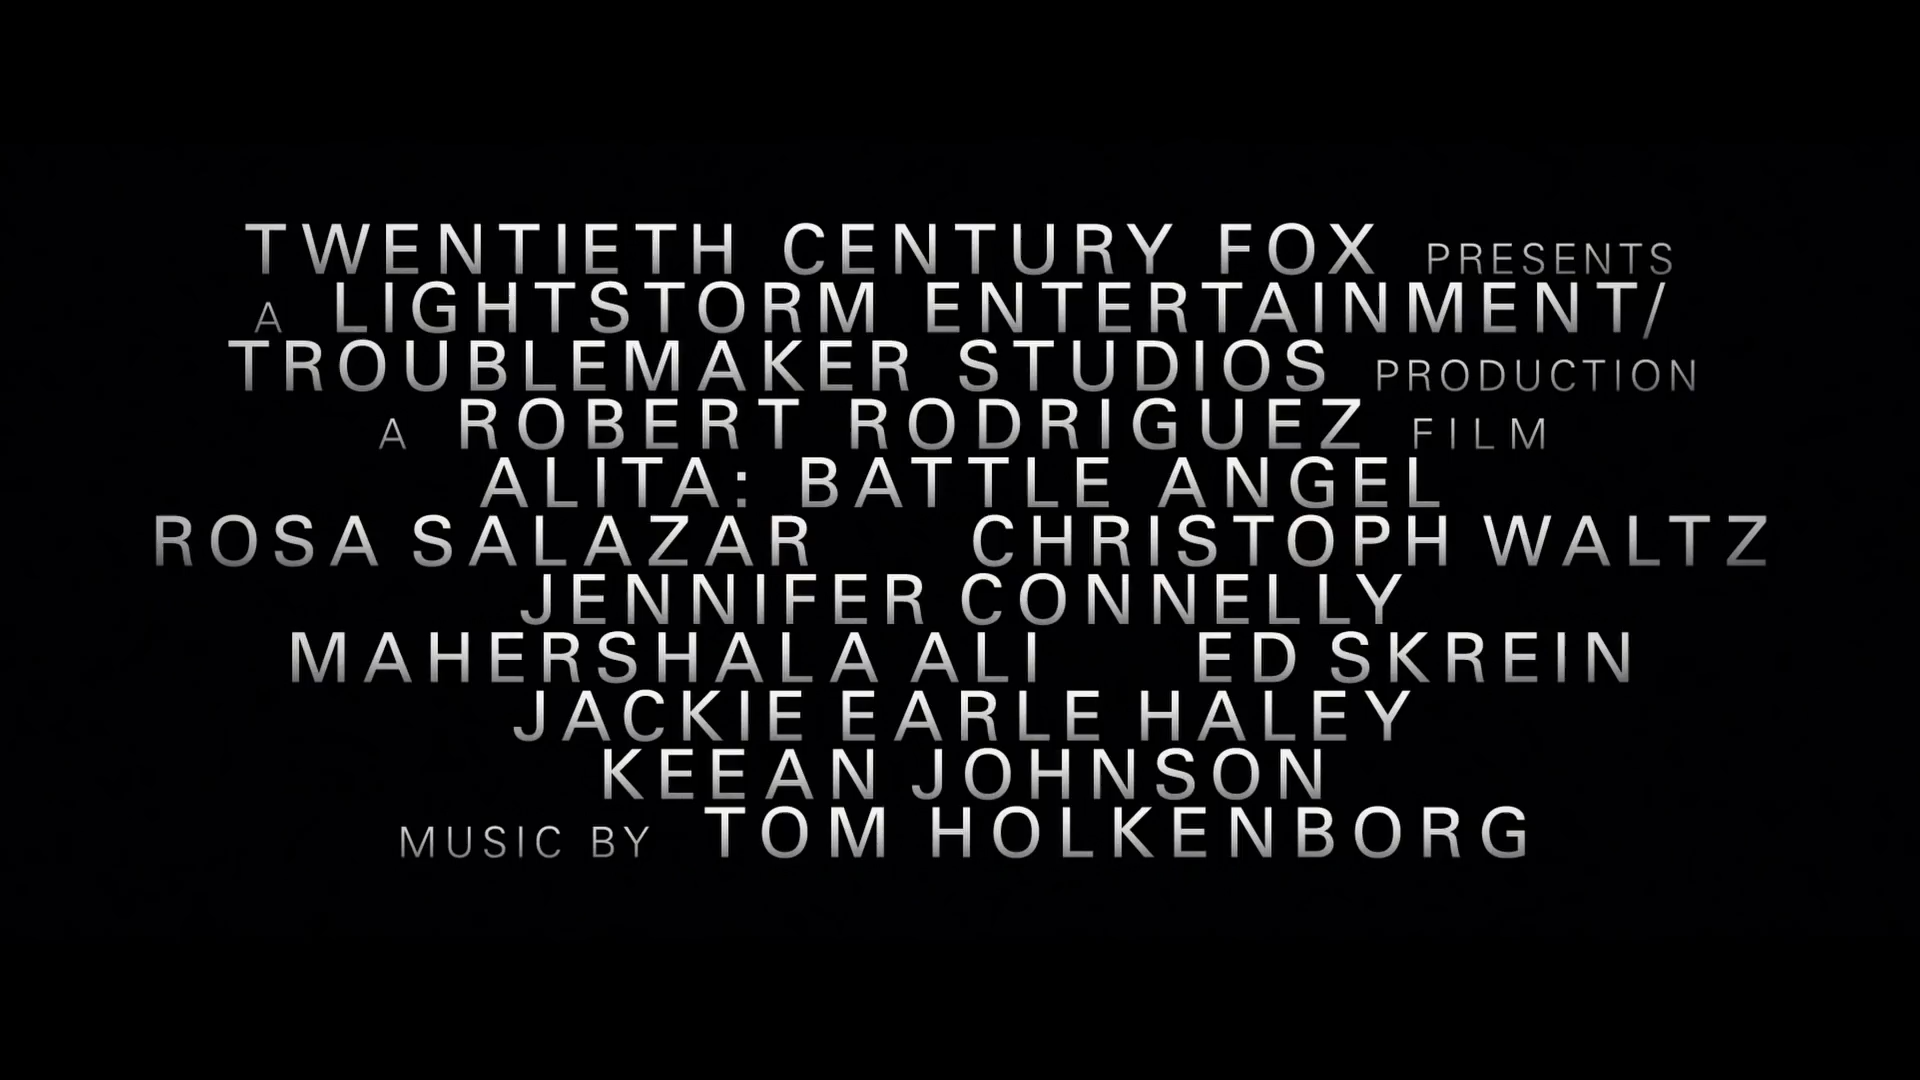 TWENTIETH CENTURY FOX PRESENTS
A LIGHTSTORM ENTERTAINMENT/
TROUBLEMAKER STUDIOS PRODUCTION
A ROBERT RODRIGUEZ FILM
ALITA: BATTLE ANGEL
ROSA SALAZAR CHRISTOPH WALTZ
JENNIFER CONNELLY
MAHERSHALA ALI ED SKREIN
JACKIE EARLE HALEY
KEEAN JOHNSON
MUSIC BY TOM HOLKENBORG